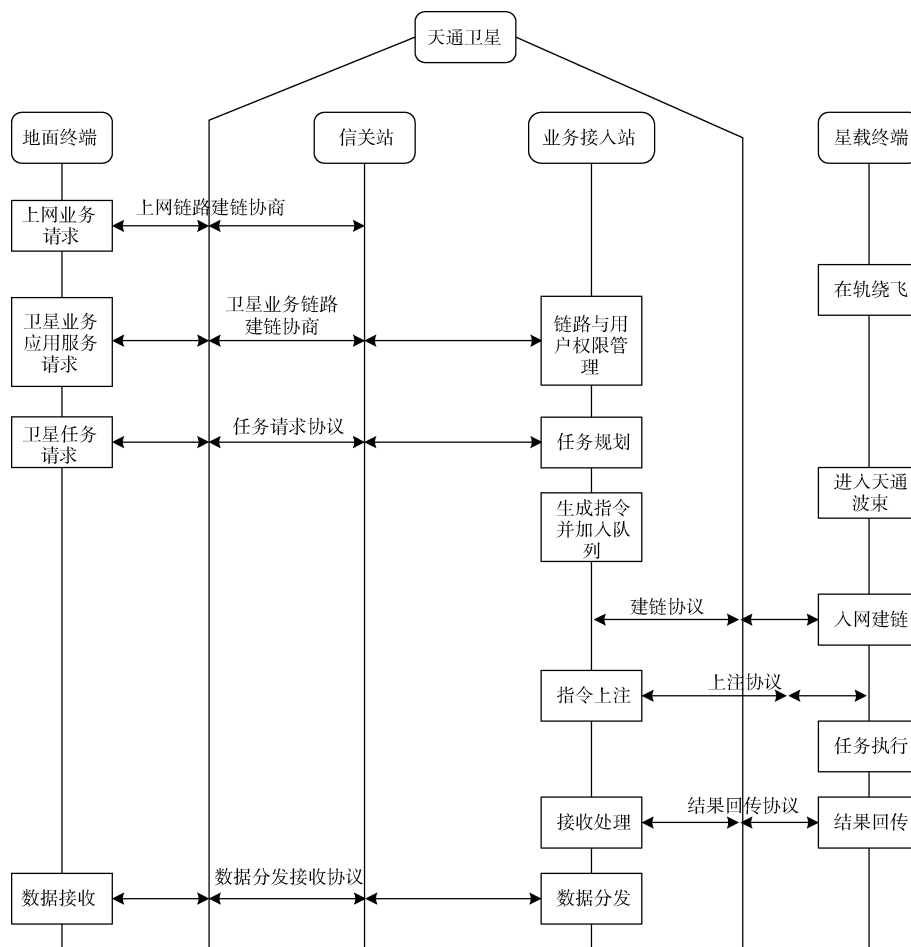 天通卫星
地面终端
信关站
业务接入站
星载终端
上网链路建链协商
上网业务
请求
在轨绕飞
卫星业务链路
建链协商
卫星业务
应用服务
请求
链路与用
户权限管
理
任务请求协议
卫星任务
请求
任务规划
进入天通
波束
生成指令
并加入队
列
建链协议
入网建链
上注协议
指令上注
任务执行
结果回传协议
接收处理
结果回传
数据分发接收协议
数据接收
数据分发